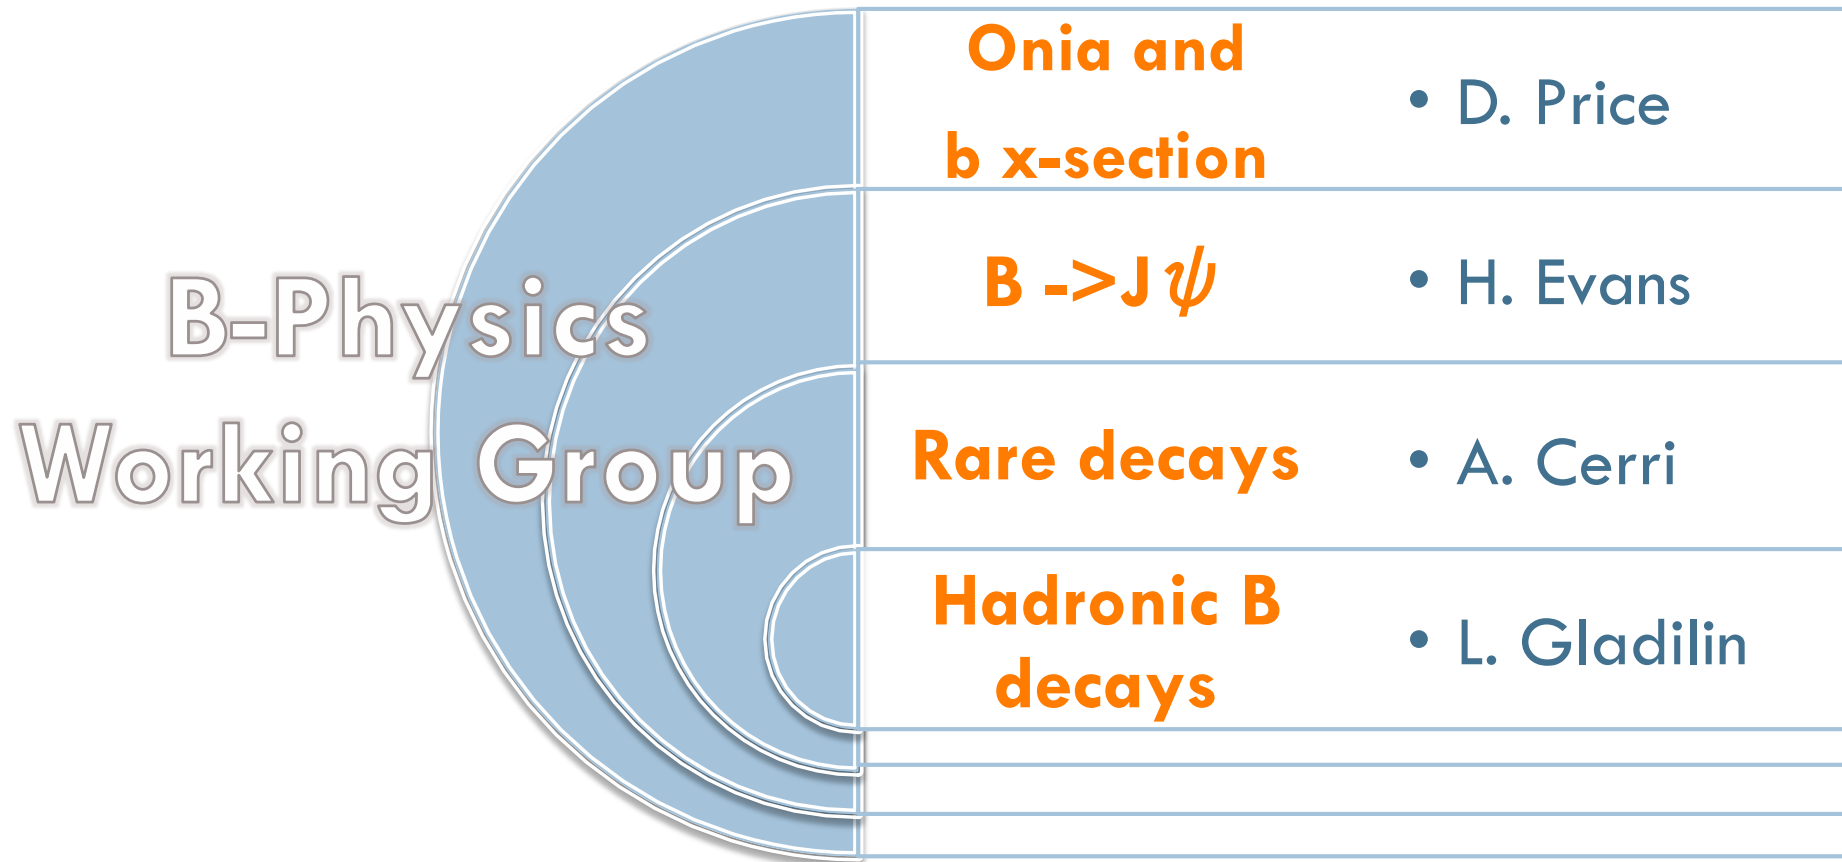 B-Physics
Working Group
Onia and
b x-section
• D. Price
B ->J ψ
• H. Evans
Rare decays
• A. Cerri
Hadronic B
decays
• L. Gladilin